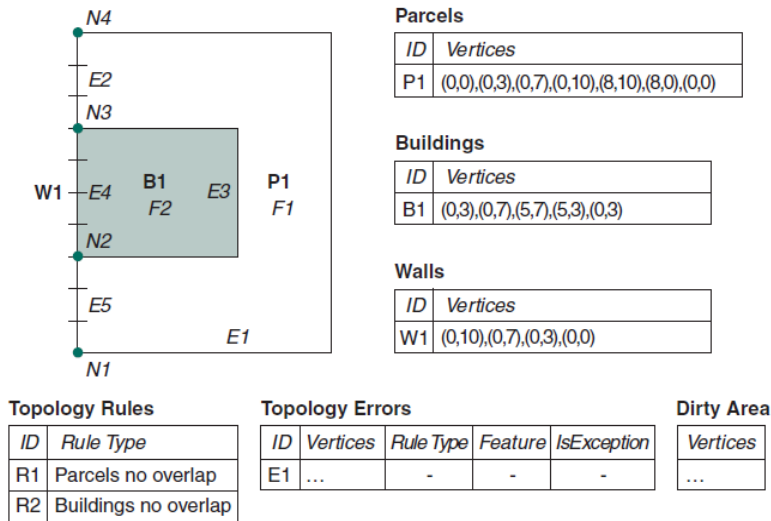 N4
E2
N3
W1
E4
B1
F2
E3
P1
F1
N2
E5
E1
N1
Parcels
ID Vertices
P1 (0,0),(0,3),(0,7),(0,10),(8,10),(8,0),(0,0)
Buildings
ID Vertices
B1 (0,3),(0,7),(5,7),(5,3),(0,3)
Walls
ID Vertices
W1 (0,10),(0,7),(0,3),(0,0)
Topology Rules
ID Rule Type
R1 Parcels no overlap
R2 Buildings no overlap
Topology Errors
ID Vertices Rule Type Feature IsException
E1 ... - - -
Dirty Area
Vertices
...